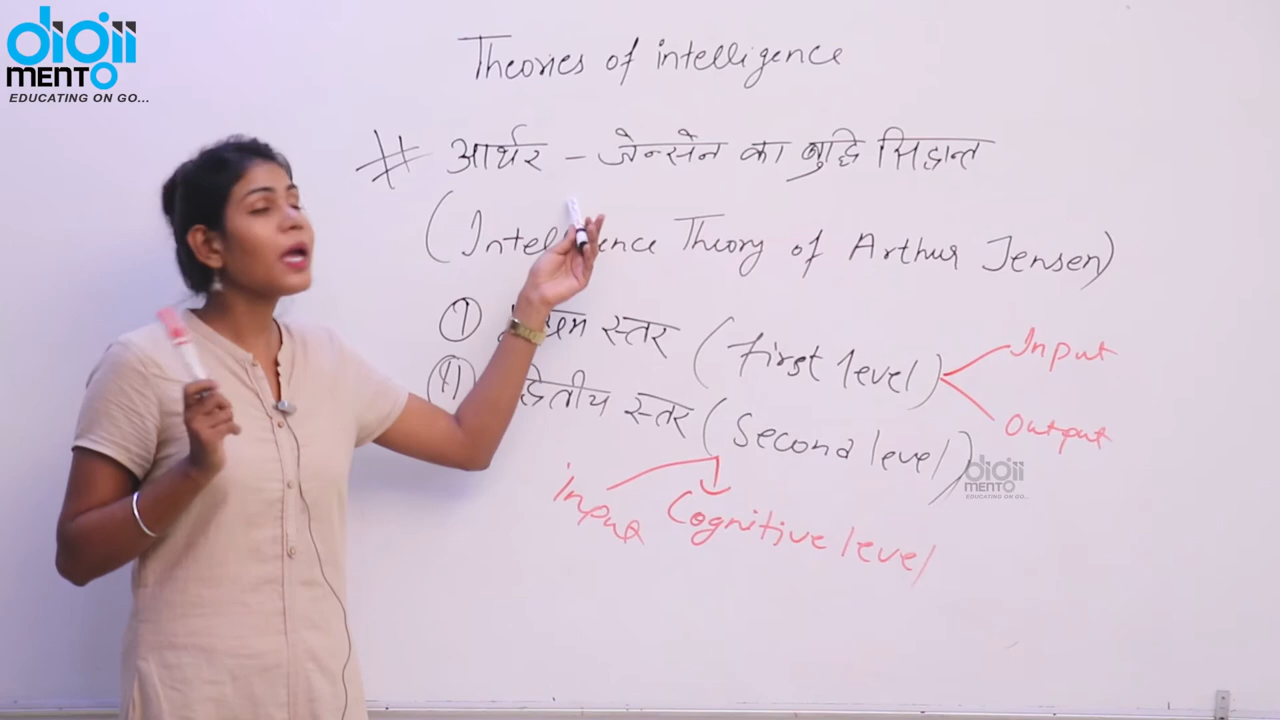 digii
MENTO
EDUCATING ON GO...
Theories of intelligence
# आर्थर - जेन्सेन का बुद्धि सिद्धान्त
(Intelligence Theory of Arthur Jensen)
① स्तर (first level) Input
Output
(II) द्वितीय स्तर (Second level)
digii
MENTO
EDUCATING ON GO...
input Cognitive level